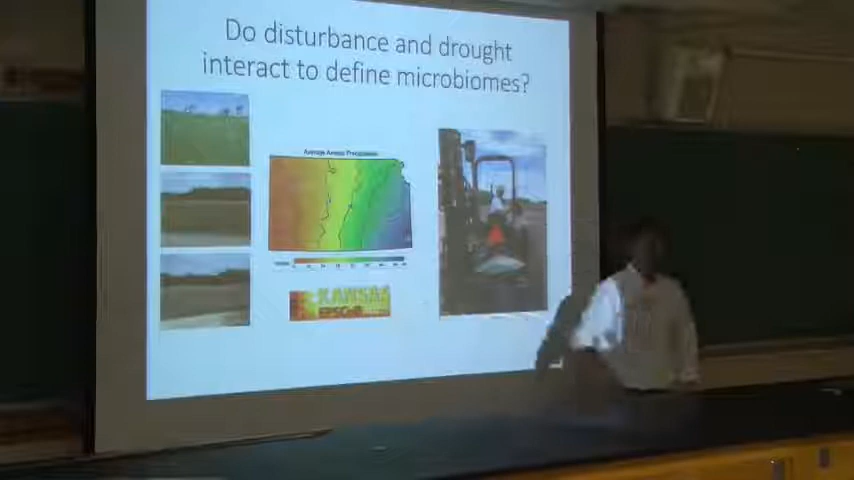 Do disturbance and drought
interact to define microbiomes?
Average Annual Precipitation
KANSAS
EPSCoR